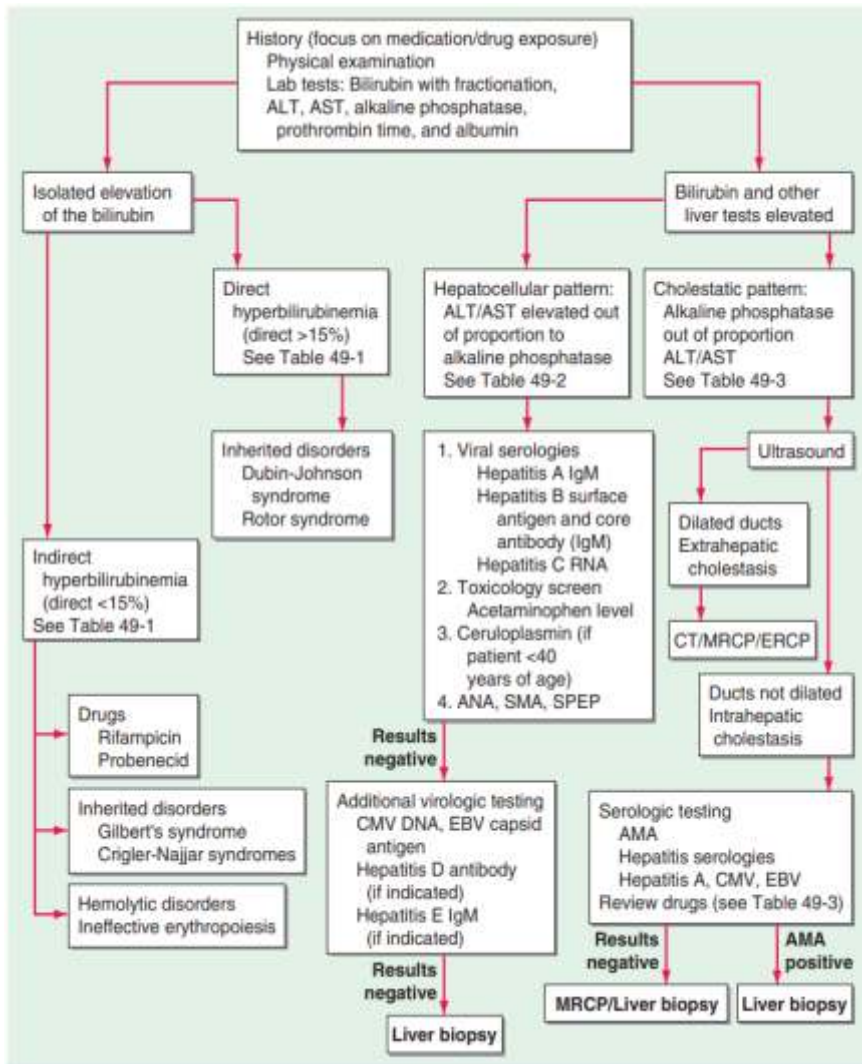 History (focus on medication/drug exposure)
Physical examination
Lab tests: Bilirubin with fractionation,
ALT, AST, alkaline phosphatase,
prothrombin time, and albumin
Isolated elevation
of the bilirubin
Bilirubin and other
liver tests elevated
Direct
hyperbilirubinemia
(direct >15%)
See Table 49-1
Hepatocellular pattern:
ALT/AST elevated out
of proportion to
alkaline phosphatase
See Table 49-2
Cholestatic pattern:
Alkaline phosphatase
out of proportion
ALT/AST
See Table 49-3
Inherited disorders
Dubin-Johnson
syndrome
Rotor syndrome
1. Viral serologies
Hepatitis A IgM
Hepatitis B surface
antigen and core
antibody (IgM)
Hepatitis C RNA
2. Toxicology screen
Acetaminophen level
3. Ceruloplasmin (if
patient <40
years of age)
4. ANA, SMA, SPEP
Ultrasound
Dilated ducts
Extrahepatic
cholestasis
CT/MRCP/ERCP
Indirect
hyperbilirubinemia
(direct <15%)
See Table 49-1
Ducts not dilated
Intrahepatic
cholestasis
Drugs
Rifampicin
Probenecid
Inherited disorders
Gilbert's syndrome
Crigler-Najjar syndromes
Hemolytic disorders
Ineffective erythropoiesis
Results
negative
Additional virologic testing
CMV DNA, EBV capsid
antigen
Hepatitis D antibody
(if indicated)
Hepatitis E IgM
(if indicated)
Results
negative
Liver biopsy
Serologic testing
AMA
Hepatitis serologies
Hepatitis A, CMV, EBV
Review drugs (see Table 49-3)
Results
negative
AMA
positive
MRCP/Liver biopsy
Liver biopsy